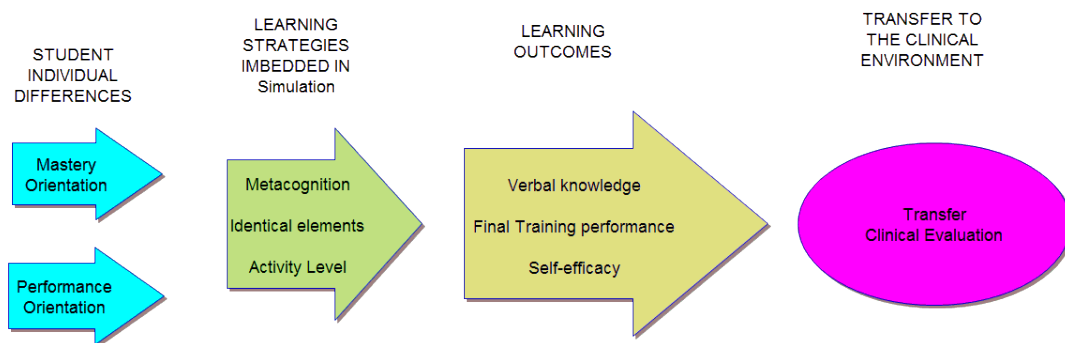 STUDENT
INDIVIDUAL
DIFFERENCES
LEARNING
STRATEGIES
IMBEDDED IN
Simulation
LEARNING
OUTCOMES
TRANSFER TO
THE CLINICAL
ENVIRONMENT
Mastery
Orientation
Performance
Orientation
Metacognition
Identical elements
Activity Level
Verbal knowledge
Final Training performance
Self-efficacy
Transfer
Clinical Evaluation